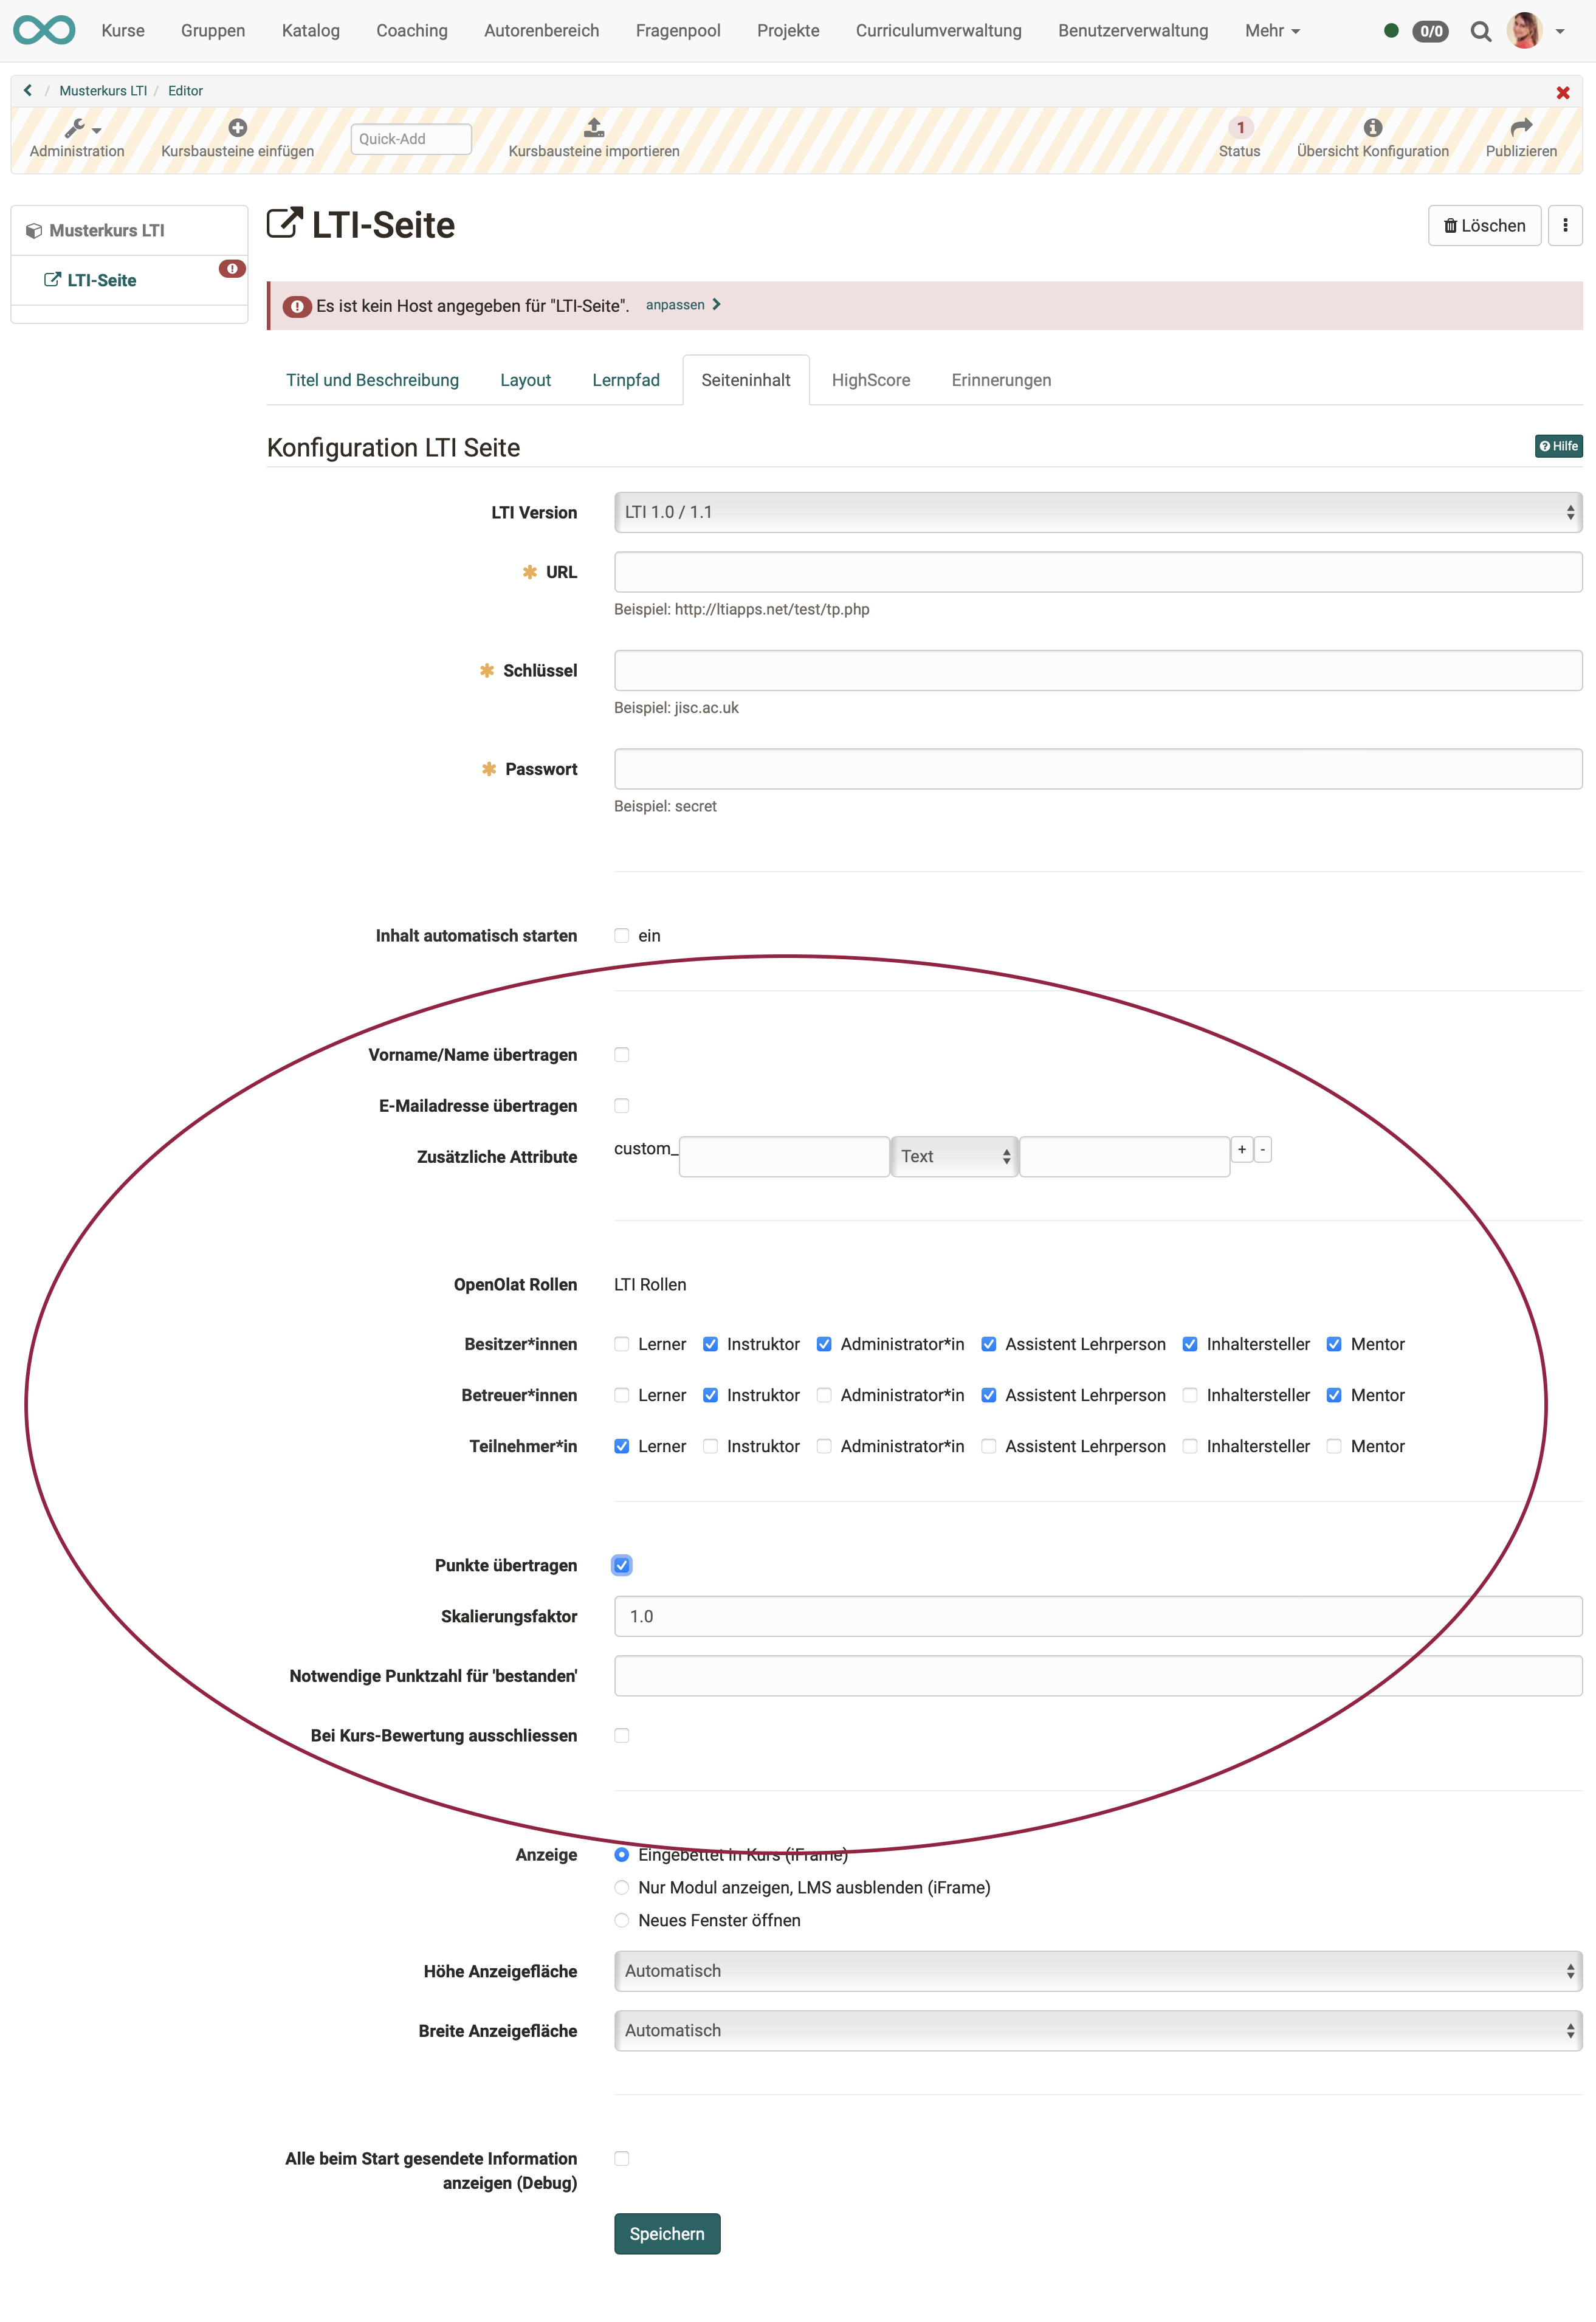 Kurse Gruppen Katalog Coaching Autorenbereich Fragenpool Projekte Curriculumverwaltung Benutzerverwaltung Mehr 0/0
/ Musterkurs LTI / Editor
Administration Kursbausteine einfügen Quick-Add Kursbausteine importieren 1 Status Übersicht Konfiguration Publizieren
Musterkurs LTI
LTI-Seite
LTI-Seite
Löschen
Es ist kein Host angegeben für "LTI-Seite". anpassen
Titel und Beschreibung Layout Lernpfad Seiteninhalt HighScore Erinnerungen
Konfiguration LTI Seite
Hilfe
LTI Version LTI 1.0 / 1.1
URL
Beispiel: http://ltiapps.net/test/tp.php
Schlüssel
Beispiel: jisc.ac.uk
Passwort
Beispiel: secret
Inhalt automatisch starten ein
Vorname/Name übertragen
E-Mailadresse übertragen
Zusätzliche Attribute custom_ Text + -
OpenOlat Rollen LTI Rollen
Besitzer*innen Lerner Instruktor Administrator*in Assistent Lehrperson Inhaltersteller Mentor
Betreuer*innen Lerner Instruktor Administrator*in Assistent Lehrperson Inhaltersteller Mentor
Teilnehmer*in Lerner Instruktor Administrator*in Assistent Lehrperson Inhaltersteller Mentor
Punkte übertragen
Skalierungsfaktor 1.0
Notwendige Punktzahl für 'bestanden'
Bei Kurs-Bewertung ausschliessen
Anzeige Eingebettet in Kurs (iFrame)
Nur Modul anzeigen, LMS ausblenden (iFrame)
Neues Fenster öffnen
Höhe Anzeigefläche Automatisch
Breite Anzeigefläche Automatisch
Alle beim Start gesendete Information
anzeigen (Debug)
Speichern